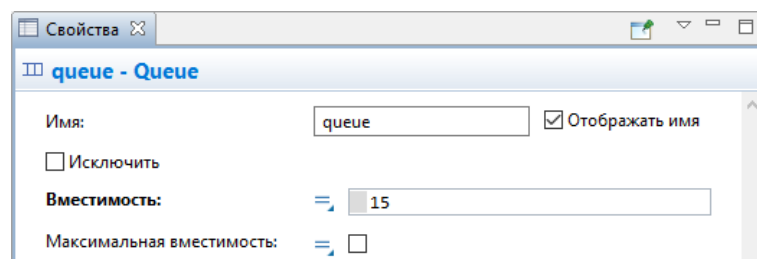 Свойства
queue - Queue
Имя: queue Отображать имя
Исключить
Вместимость: 15
Максимальная вместимость: